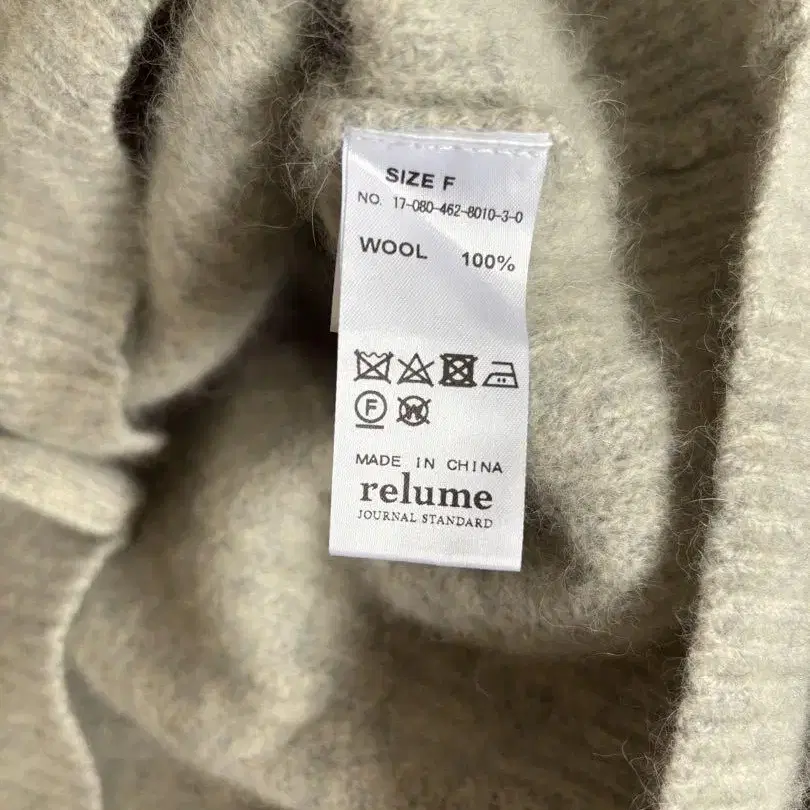 SIZE F
NO. 17-080-462-8010-3-0
WOOL 100%
F W
MADE IN CHINA
relume
JOURNAL STANDARD